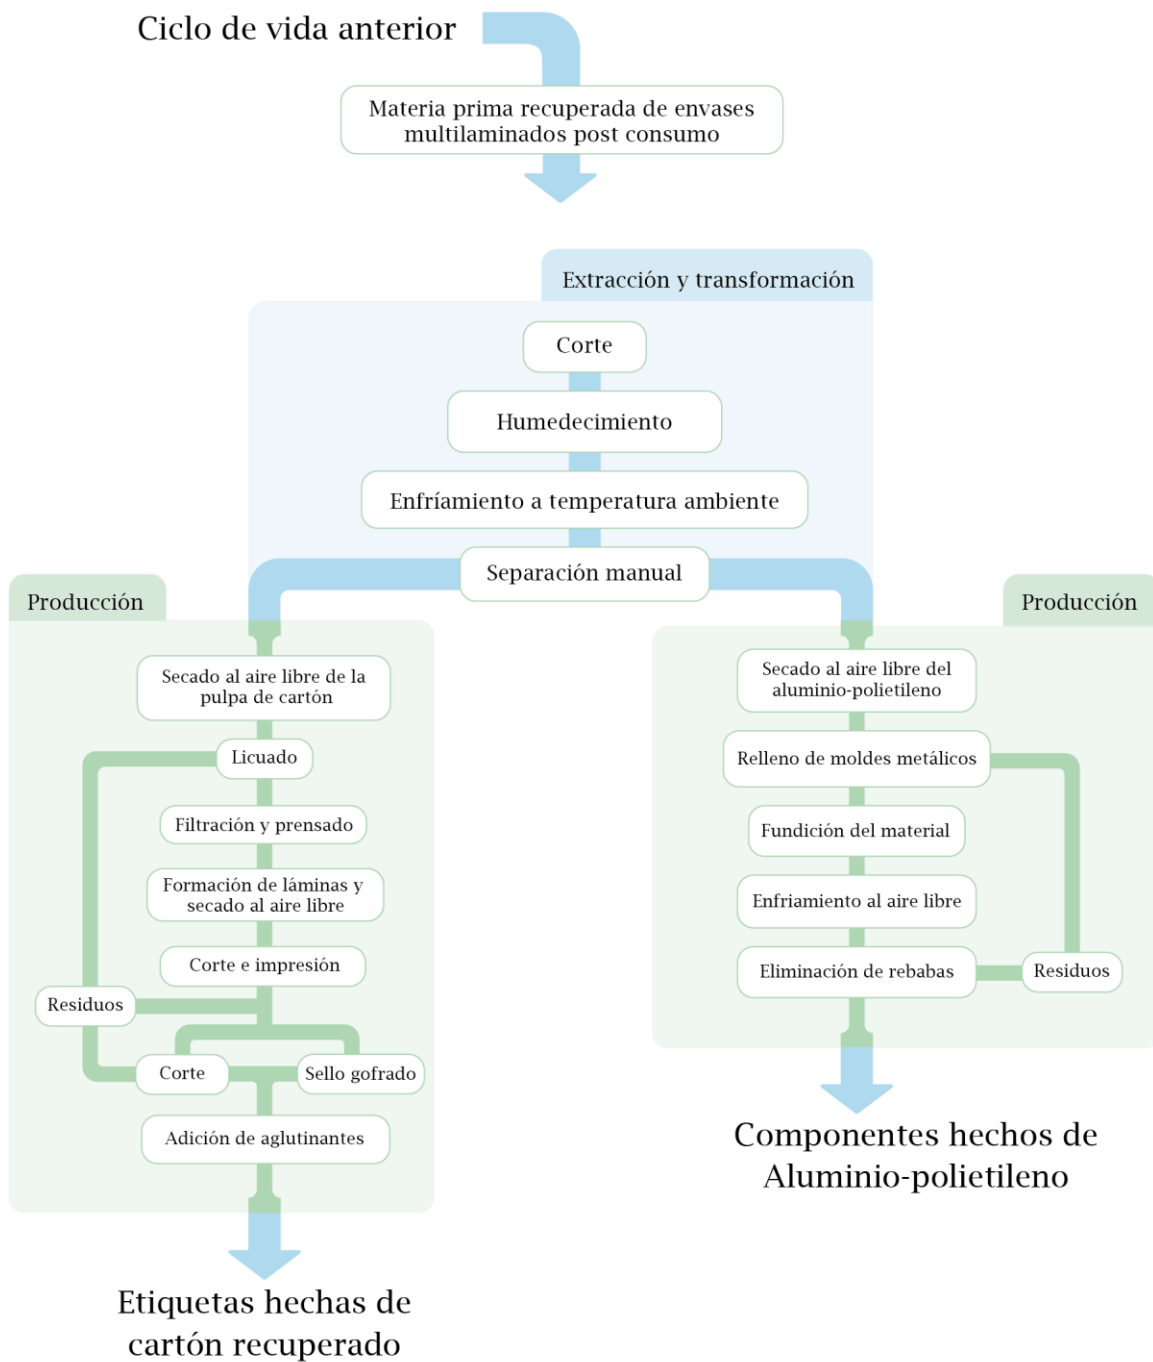 Ciclo de vida anterior
Materia prima recuperada de envases
multilaminados post consumo
Extracción y transformación
Corte
Humedecimiento
Enfríamiento a temperatura ambiente
Separación manual
Producción
Secado al aire libre de la
pulpa de cartón
Licuado
Filtración y prensado
Formación de láminas y
secado al aire libre
Corte e impresión
Residuos
Corte
Sello gofrado
Adición de aglutinantes
Etiquetas hechas de
cartón recuperado
Producción
Secado al aire libre del
aluminio-polietileno
Relleno de moldes metálicos
Fundición del material
Enfriamiento al aire libre
Eliminación de rebabas
Residuos
Componentes hechos de
Aluminio-polietileno